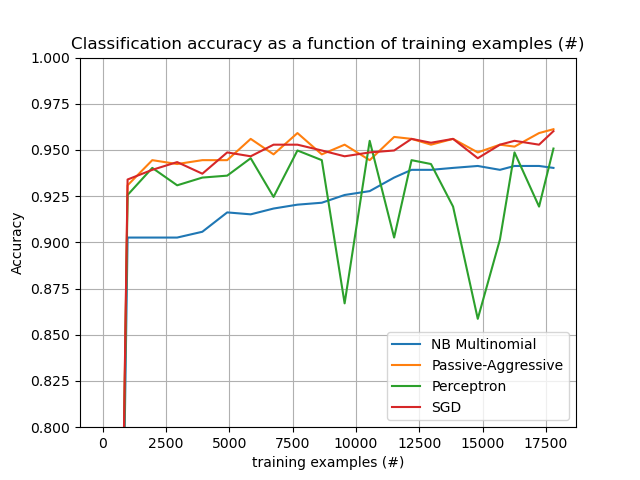 Classification accuracy as a function of training examples (#)
1.000
0.975
0.950
0.925
0.900
0.875
0.850
0.825
0.800
Accuracy
NB Multinomial
Passive-Aggressive
Perceptron
SGD
0 2500 5000 7500 10000 12500 15000 17500
training examples (#)